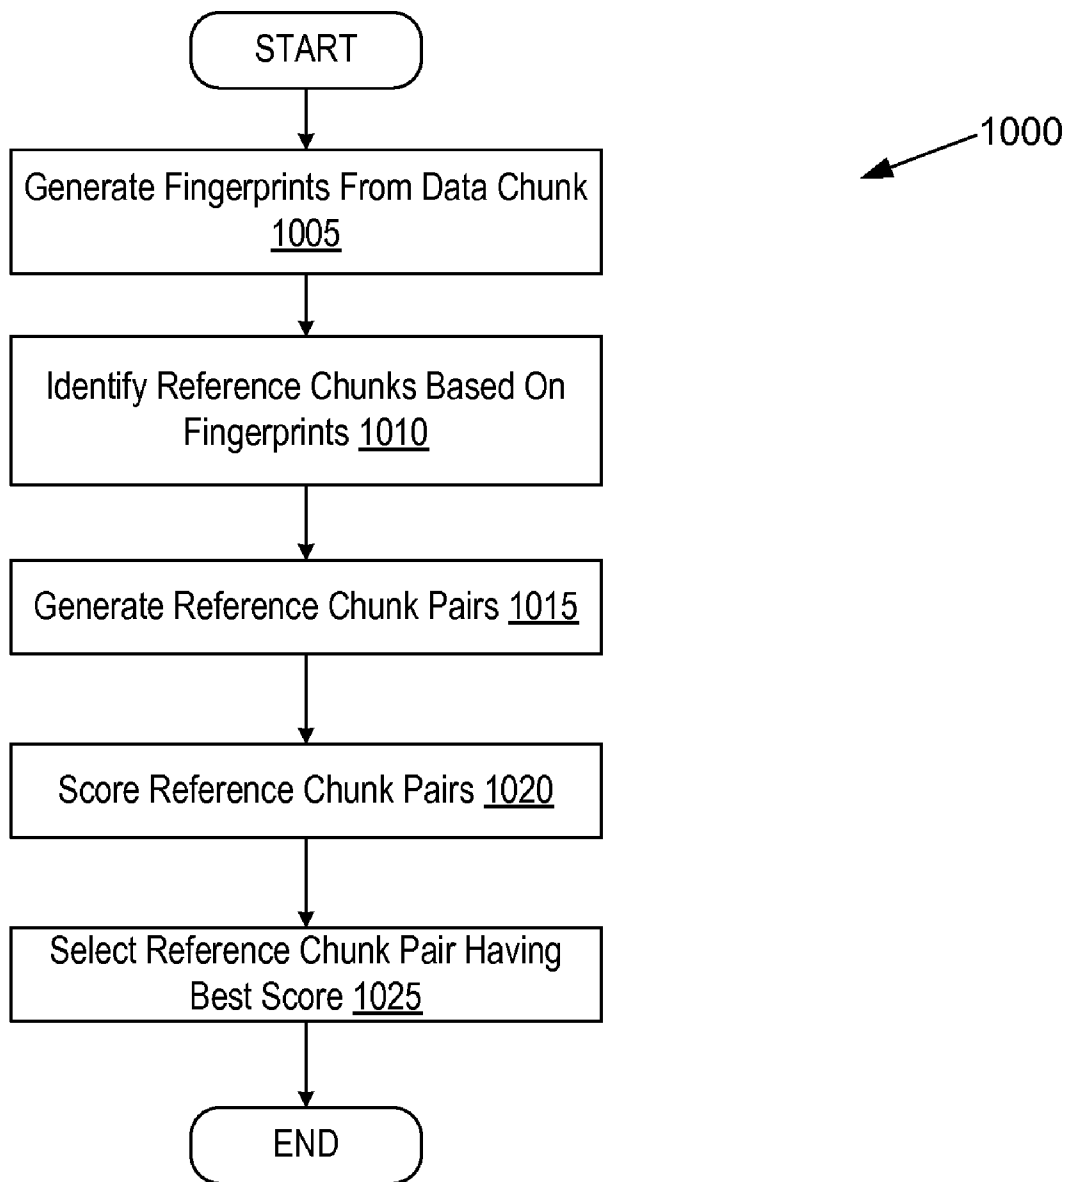 START
1000
Generate Fingerprints From Data Chunk
1005
Identify Reference Chunks Based On
Fingerprints 1010
Generate Reference Chunk Pairs 1015
Score Reference Chunk Pairs 1020
Select Reference Chunk Pair Having
Best Score 1025
END